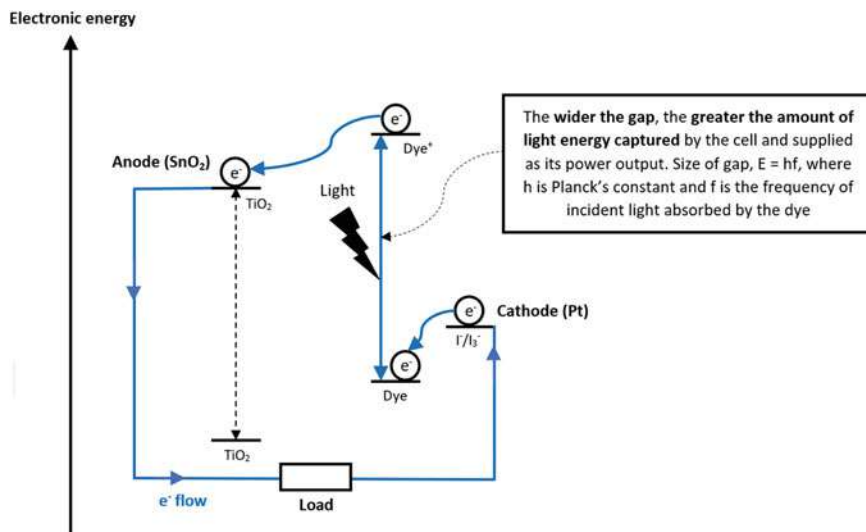 Electronic energy
e⁻
Dye*
Anode (SnO₂)
e⁻
TiO₂
Light
The wider the gap, the greater the amount of
light energy captured by the cell and supplied
as its power output. Size of gap, E = hf, where
h is Planck's constant and f is the frequency of
incident light absorbed by the dye
e⁻
Cathode (Pt)
I⁻/I₃⁻
e⁻
Dye
TiO₂
e⁻ flow
Load